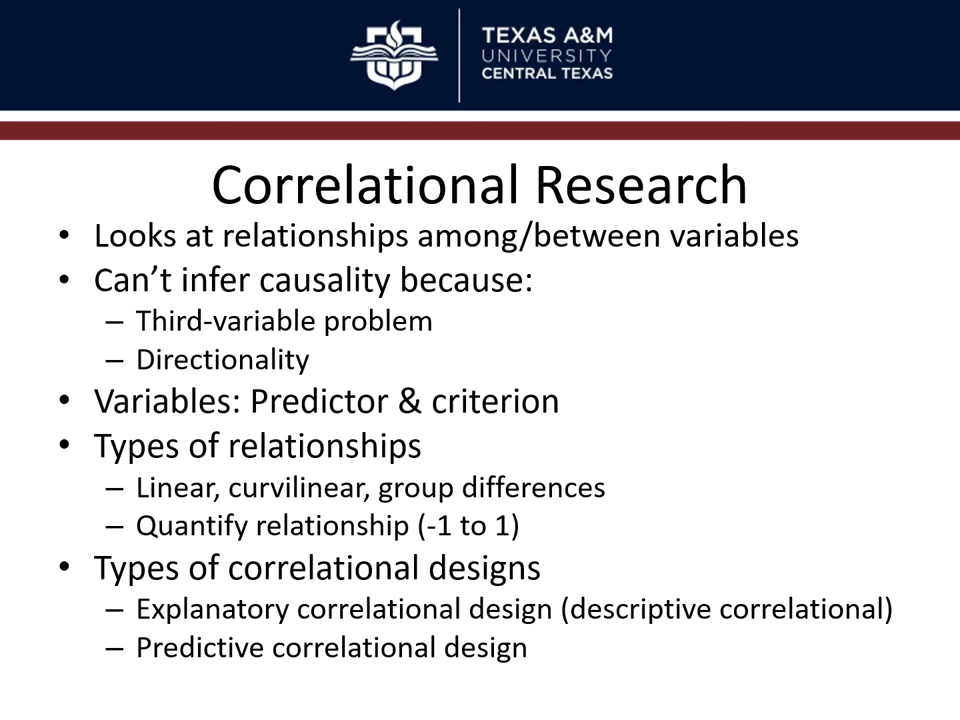 TEXAS A&M
UNIVERSITY
CENTRAL TEXAS
Correlational Research
• Looks at relationships among/between variables
• Can’t infer causality because:
– Third-variable problem
– Directionality
• Variables: Predictor & criterion
• Types of relationships
– Linear, curvilinear, group differences
– Quantify relationship (-1 to 1)
• Types of correlational designs
– Explanatory correlational design (descriptive correlational)
– Predictive correlational design